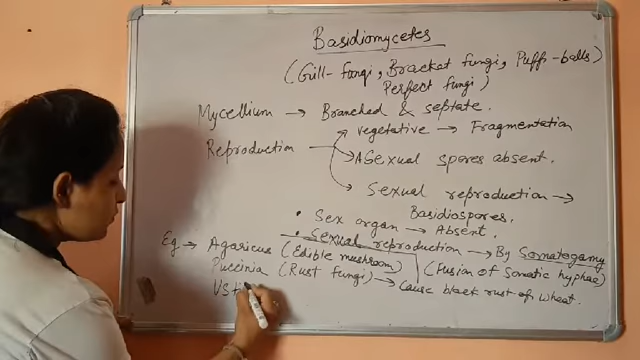 Basidiomycetes
(Gill-fungi, Bracket fungi, Puff-balls
Perfect fungi)
Mycellium → Branched & septate.
Reproduction → vegetative → Fragmentation
ASexual spores absent.
Sexual reproduction →
Basidiospores.
• Sex organ → Absent.
• Sexual reproduction → By Somatogamy
(Fusion of Somatic hyphae)
Eg → Agaricus (Edible mushroom)
Puccinia (Rust fungi) → Cause black rust of wheat.
Usti